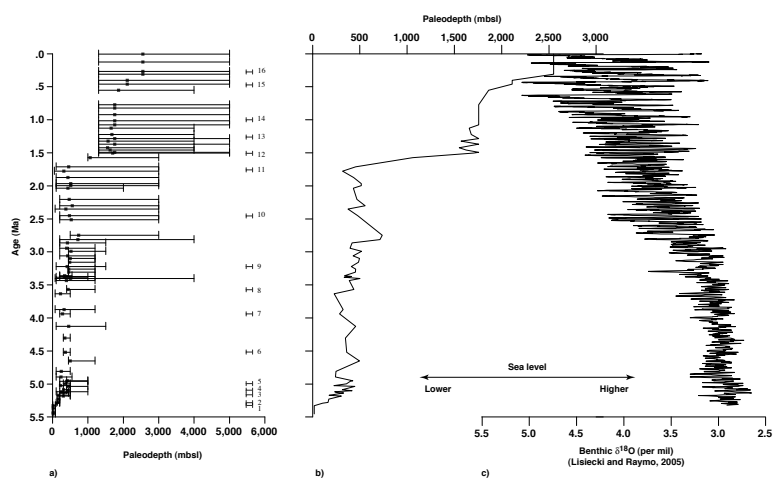 Paleodepth (mbsl)
0 500 1,000 1,500 2,000 2,500 3,000
.0
.5
1.0
1.5
2.0
2.5
3.0
3.5
4.0
4.5
5.0
5.5
Age (Ma)
16
15
14
13
12
11
10
9
8
7
6
5
4
3
2
1
0 1,000 2,000 3,000 4,000 5,000 6,000
Paleodepth (mbsl)
Sea level
Lower Higher
5.5 5.0 4.5 4.0 3.5 3.0 2.5
Benthic δ18O (per mil)
(Lisiecki and Raymo, 2005)
a) b) c)